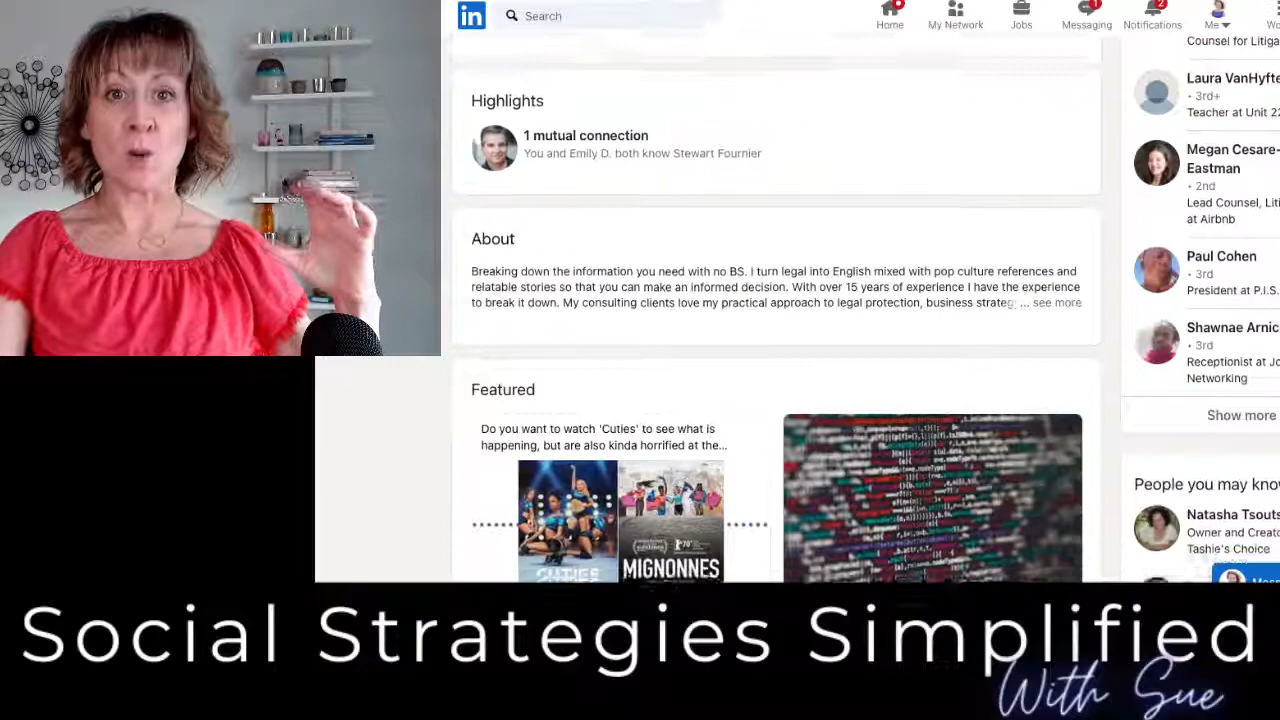 in
Search
Home
My Network
Jobs
1
Messaging
2
Notifications
Me
Highlights
1 mutual connection
You and Emily D. both know Stewart Fournier
About
Breaking down the information you need with no BS. I turn legal into English mixed with pop culture references and
relatable stories so that you can make an informed decision. With over 15 years of experience I have the experience
to break it down. My consulting clients love my practical approach to legal protection, business strateg ... see more
Featured
Do you want to watch 'Cuties' to see what is
happening, but are also kinda horrified at the...
CUTIES
MIGNONNES
Counsel for Litiga
Laura VanHyfte
• 3rd+
Teacher at Unit 22
Megan Cesare-
Eastman
• 2nd
Lead Counsel, Liti
at Airbnb
Paul Cohen
• 3rd
President at P.I.S.
Shawnae Arnic
• 3rd
Receptionist at Jo
Networking
Show more
People you may know
Natasha Tsouts
Owner and Creato
Tashie's Choice
Mess
Social Strategies Simplified
With Sue